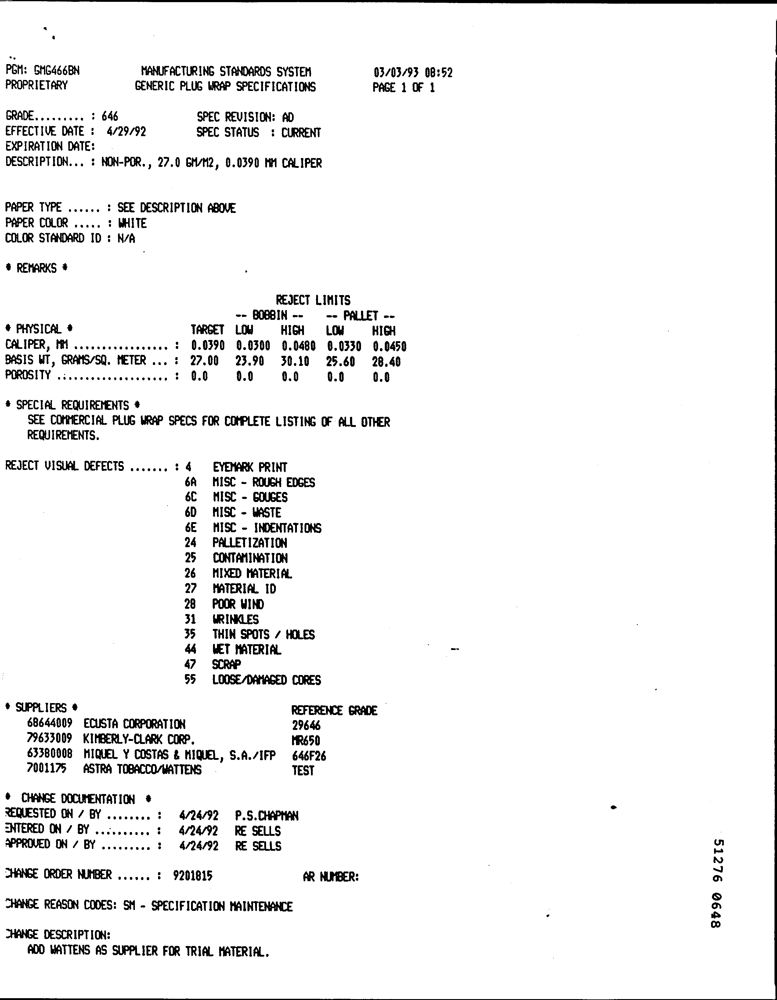 PGM: GMG466BN MANUFACTURING STANDARDS SYSTEM 03/03/93 08:52
PROPRIETARY GENERIC PLUG WRAP SPECIFICATIONS PAGE 1 OF 1
GRADE......... : 646 SPEC REVISION: AD
EFFECTIVE DATE : 4/29/92 SPEC STATUS : CURRENT
EXPIRATION DATE:
DESCRIPTION... : NON-POR., 27.0 GM/M2, 0.0390 MM CALIPER
PAPER TYPE ...... : SEE DESCRIPTION ABOVE
PAPER COLOR ..... : WHITE
COLOR STANDARD ID : N/A
* REMARKS *
REJECT LIMITS
-- BOBBIN -- -- PALLET --
* PHYSICAL * TARGET LOW HIGH LOW HIGH
CALIPER, MM ................ : 0.0390 0.0300 0.0480 0.0330 0.0450
BASIS WT, GRAMS/SQ. METER ... : 27.00 23.90 30.10 25.60 28.40
POROSITY ................... : 0.0 0.0 0.0 0.0 0.0
* SPECIAL REQUIREMENTS *
SEE COMMERCIAL PLUG WRAP SPECS FOR COMPLETE LISTING OF ALL OTHER
REQUIREMENTS.
REJECT VISUAL DEFECTS ....... : 4 EYEMARK PRINT
6A MISC - ROUGH EDGES
6C MISC - GOUGES
6D MISC - WASTE
6E MISC - INDENTATIONS
24 PALLETIZATION
25 CONTAMINATION
26 MIXED MATERIAL
27 MATERIAL ID
28 POOR WIND
31 WRINKLES
35 THIN SPOTS / HOLES
44 WET MATERIAL
47 SCRAP
55 LOOSE/DAMAGED CORES
* SUPPLIERS * REFERENCE GRADE
68644009 ECUSTA CORPORATION 29646
79633009 KIMBERLY-CLARK CORP. MR650
63380008 MIQUEL Y COSTAS & MIQUEL, S.A./IFP 646F26
7001175 ASTRA TOBACCO/WATTENS TEST
* CHANGE DOCUMENTATION *
REQUESTED ON / BY ........ : 4/24/92 P.S.CHAPMAN
ENTERED ON / BY .......... : 4/24/92 RE SELLS
APPROVED ON / BY ......... : 4/24/92 RE SELLS
CHANGE ORDER NUMBER ...... : 9201815 AR NUMBER:
CHANGE REASON CODES: SM - SPECIFICATION MAINTENANCE
CHANGE DESCRIPTION:
ADD WATTENS AS SUPPLIER FOR TRIAL MATERIAL.
51276 0648